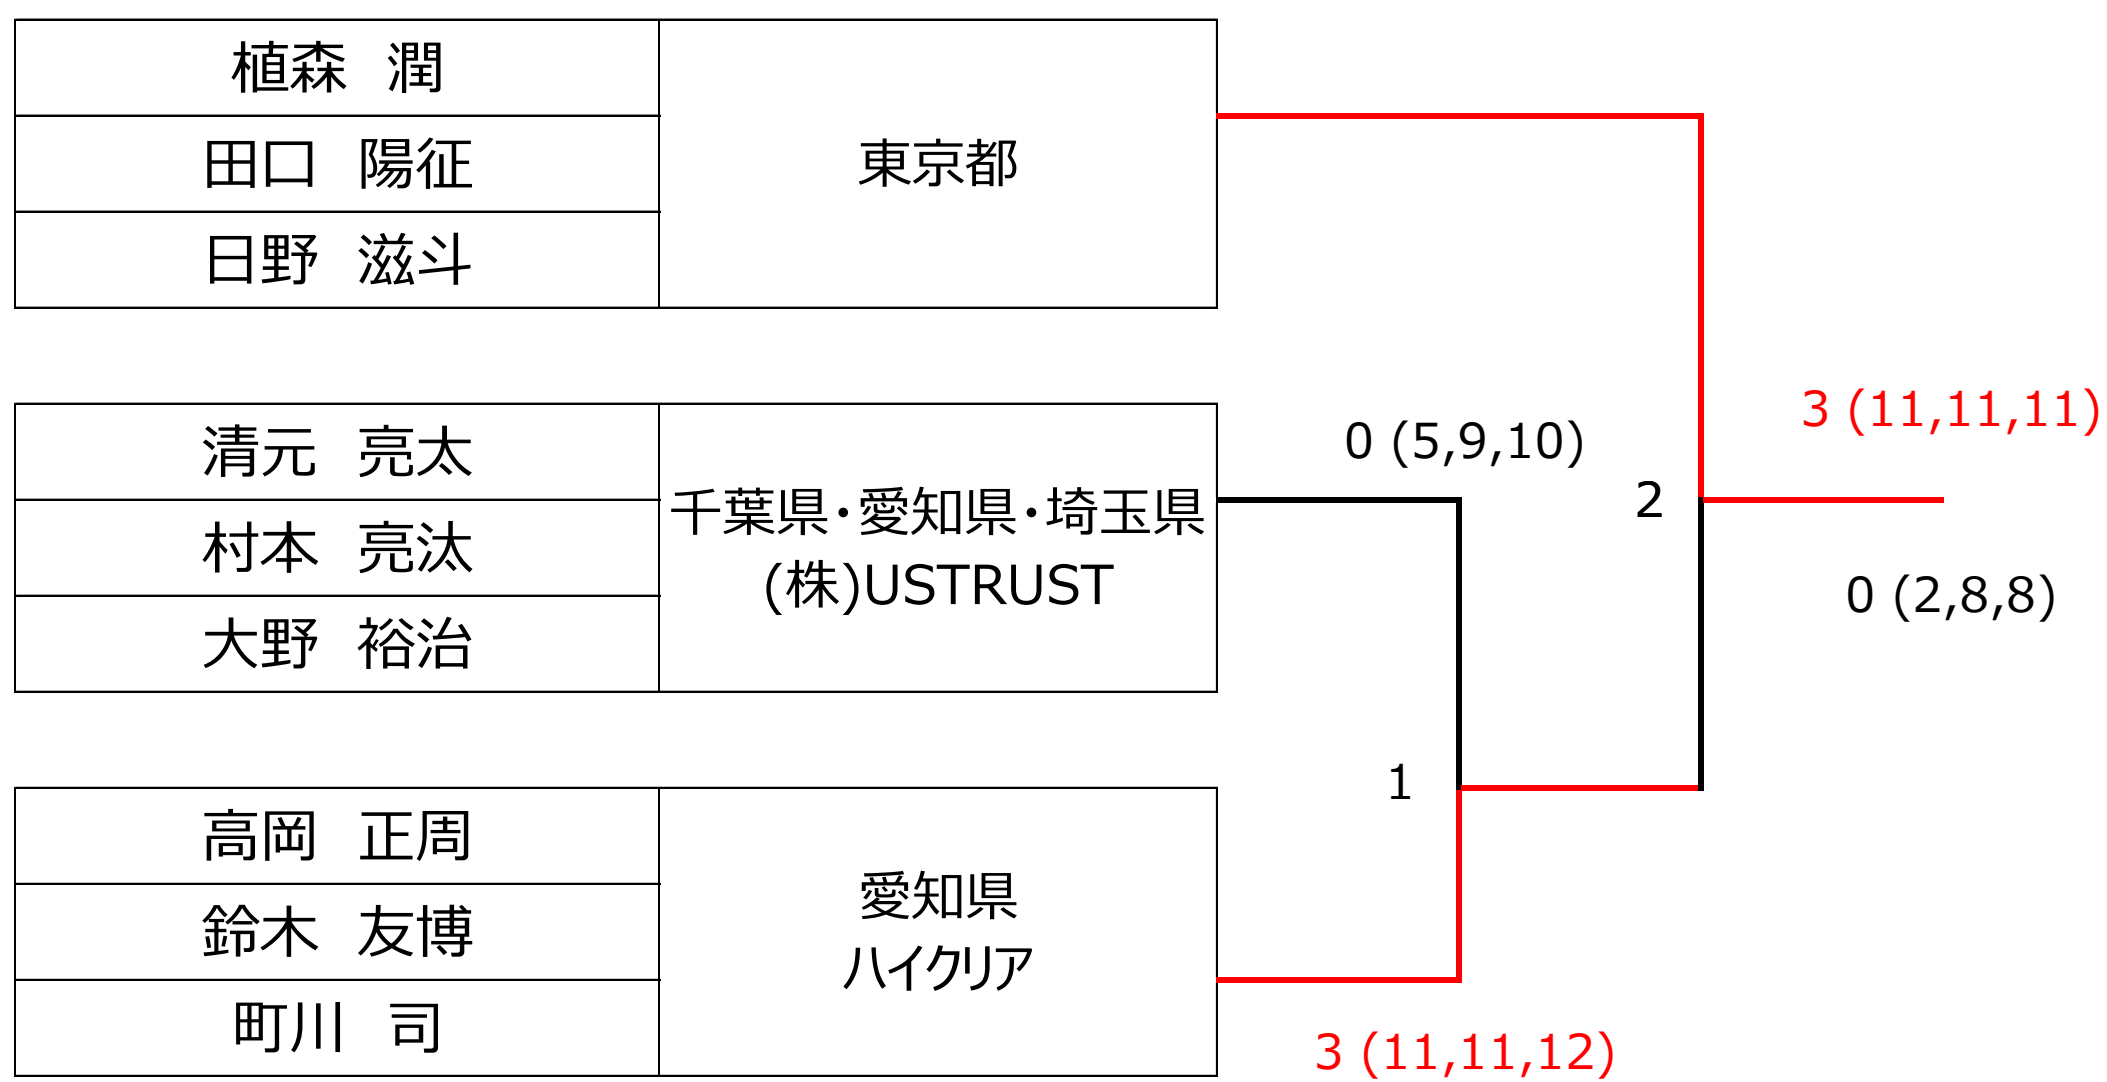 植森　潤
田口　陽征
日野　滋斗
東京都
清元　亮太
村本　亮汰
大野　裕治
千葉県・愛知県・埼玉県
(株)USTRUST
高岡　正周
鈴木　友博
町川　司
愛知県
ハイクリア
0 (5,9,10)
1
3 (11,11,12)
2
3 (11,11,11)
0 (2,8,8)